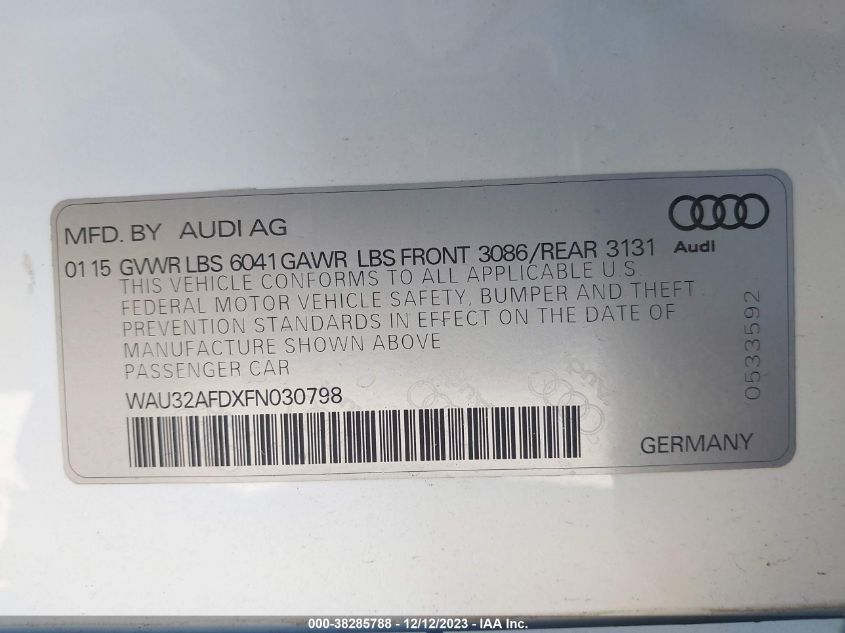 MFD. BY AUDI AG
Audi
01 15 GVWR LBS 6041 GAWR LBS FRONT 3086/REAR 3131
THIS VEHICLE CONFORMS TO ALL APPLICABLE U.S.
FEDERAL MOTOR VEHICLE SAFETY, BUMPER AND THEFT
PREVENTION STANDARDS IN EFFECT ON THE DATE OF
MANUFACTURE SHOWN ABOVE
PASSENGER CAR
WAU32AFDXFN030798
GERMANY
0533592
000-38285788 - 12/12/2023 - IAA Inc.